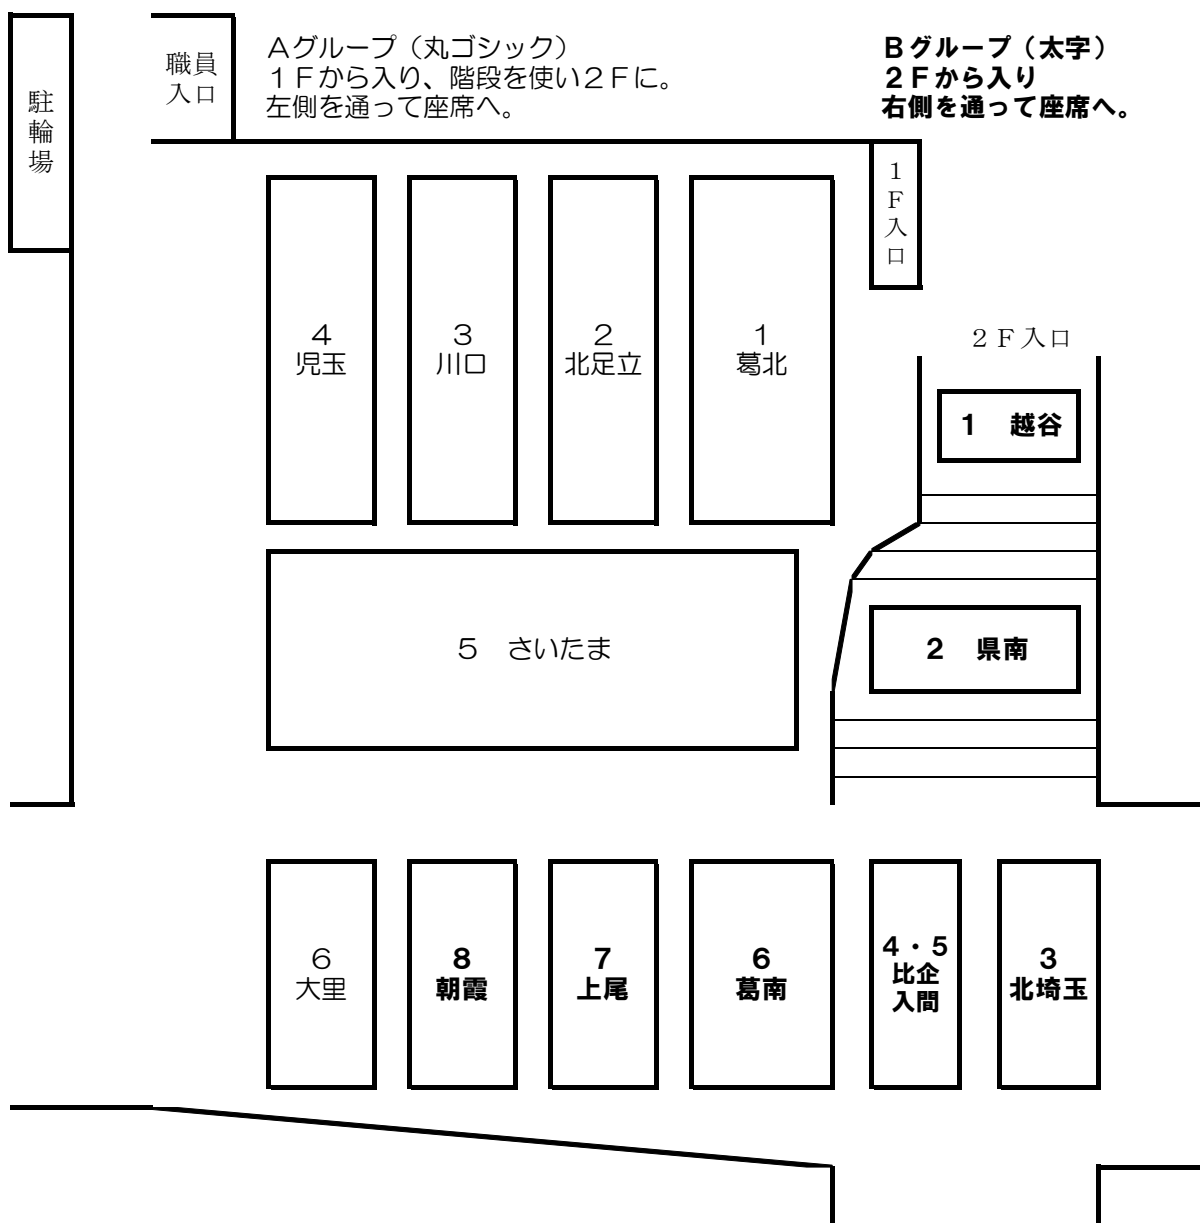 職員
入口
Ａグループ（丸ゴシック）
１Ｆから入り、階段を使い２Ｆに。
左側を通って座席へ。
Ｂグループ（太字）
２Ｆから入り
右側を通って座席へ。
駐輪場
１Ｆ入口
４
児玉
３
川口
２
北足立
１
葛北
２Ｆ入口
１　越谷
５　さいたま
２　県南
６
大里
８
朝霞
７
上尾
６
葛南
４・５
比企
入間
３
北埼玉